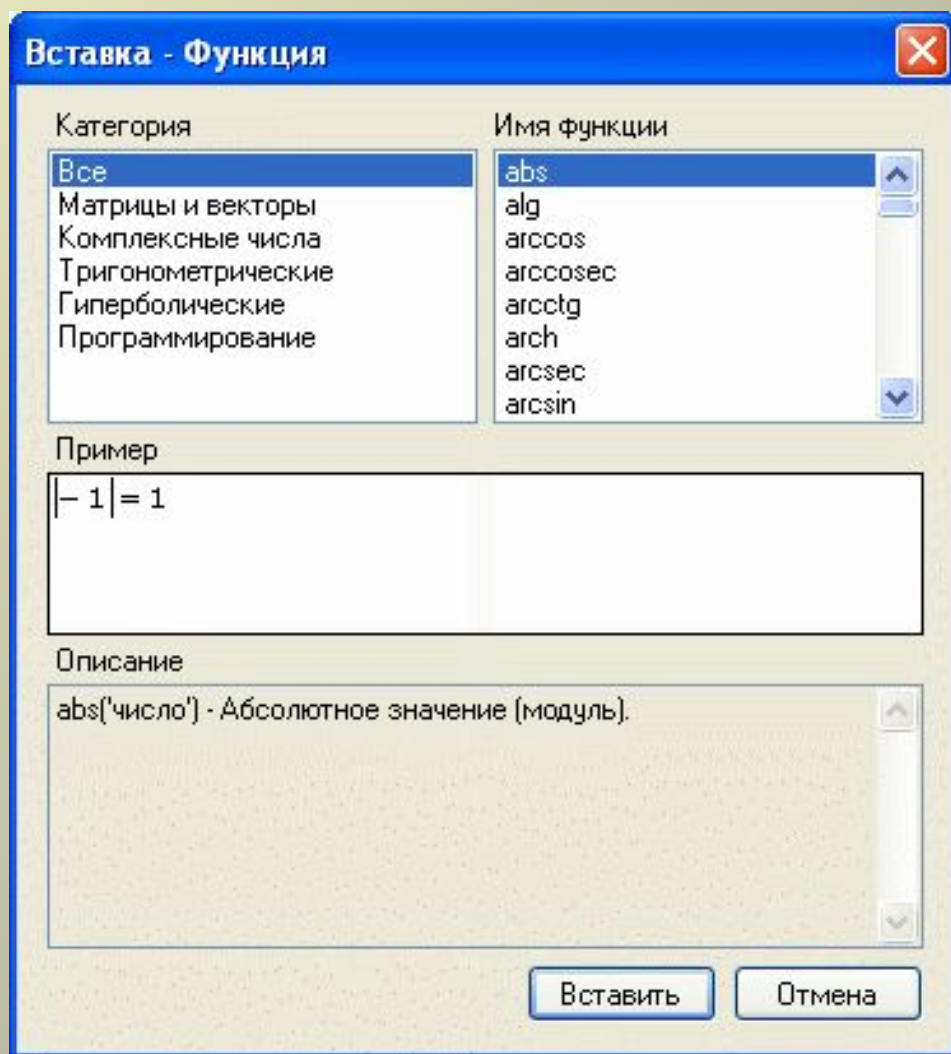 Вставка - Функция
Категория
Имя функции
Все
Матрицы и векторы
Комплексные числа
Тригонометрические
Гиперболические
Программирование
abs
alg
arccos
arccosec
arcctg
arch
arcsec
arcsin
Пример
|− 1| = 1
Описание
abs('число') - Абсолютное значение (модуль).
Вставить
Отмена